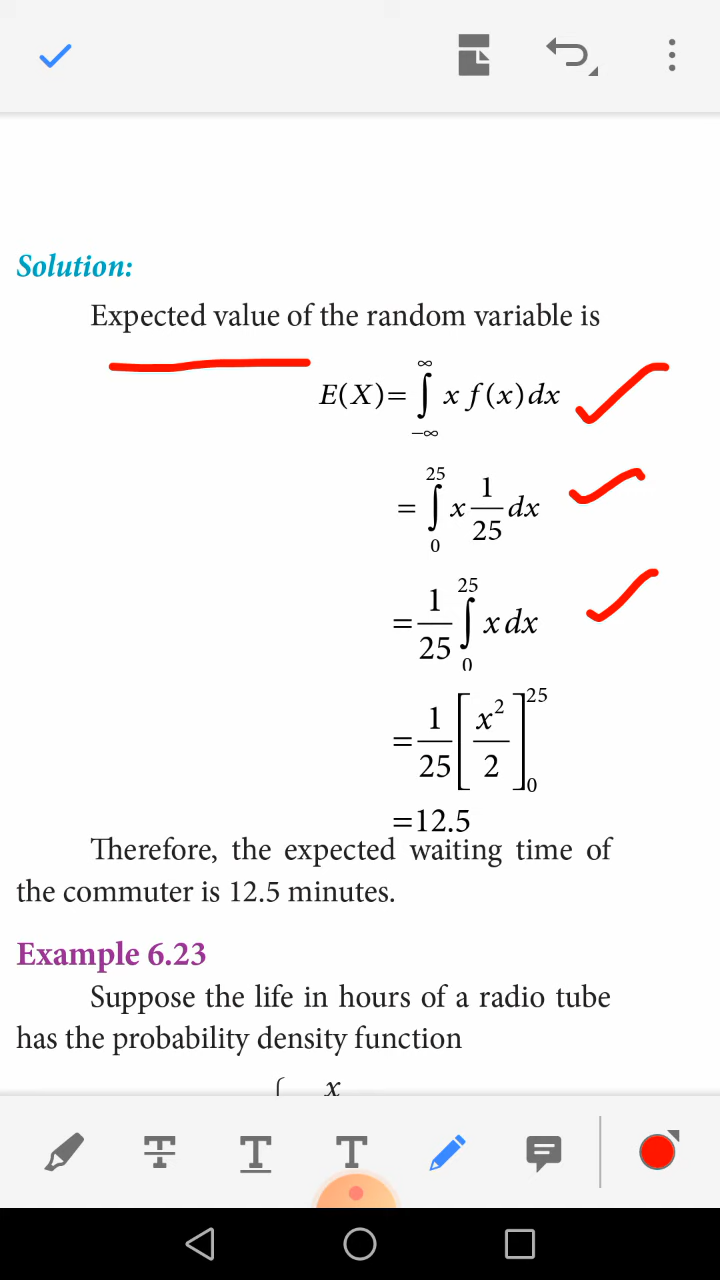 Solution:
Expected value of the random variable is
E(X)= ∫_{−∞}^{∞} x f(x)dx
= ∫_{0}^{25} x 1/25 dx
= 1/25 ∫_{0}^{25} x dx
= 1/25 [x²/2]_{0}^{25}
=12.5
Therefore, the expected waiting time of
the commuter is 12.5 minutes.
Example 6.23
Suppose the life in hours of a radio tube
has the probability density function
x
T
T
T